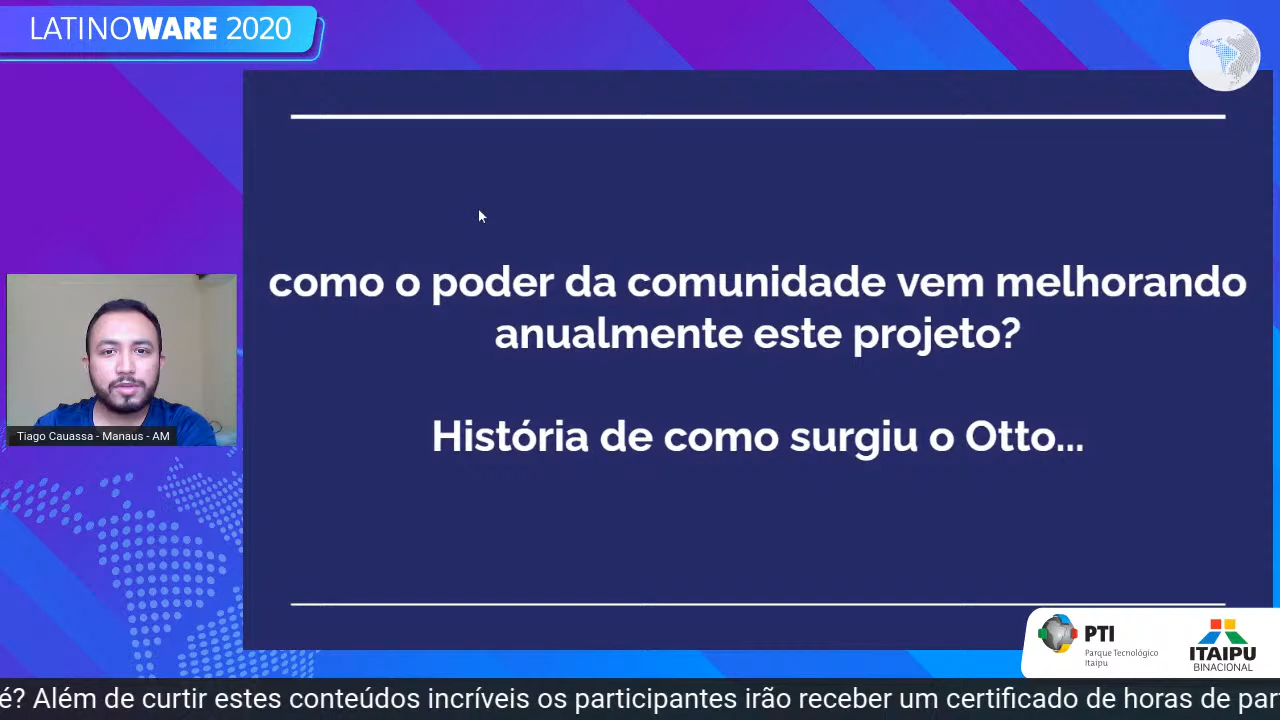 LATINOWARE 2020
como o poder da comunidade vem melhorando
anualmente este projeto?
História de como surgiu o Otto...
Tiago Cauassa - Manaus - AM
PTI
Parque Tecnológico
Itaipu
ITAIPU
BINACIONAL
é? Além de curtir estes conteúdos incríveis os participantes irão receber um certificado de horas de par